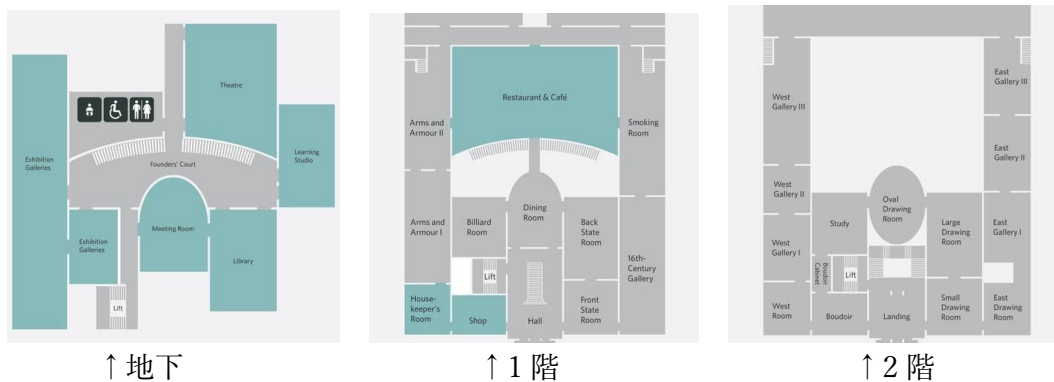 Theatre
Exhibition
Galleries
Founders' Court
Learning
Studio
Meeting Room
Exhibition
Galleries
Library
Lift
↑地下
Restaurant & Café
Arms and
Armour II
Smoking
Room
Arms and
Armour I
Billiard
Room
Dining
Room
Back
State
Room
16th-
Century
Gallery
Lift
House-
keeper's
Room
Shop
Hall
Front
State
Room
↑1階
West
Gallery III
East
Gallery III
East
Gallery II
West
Gallery II
Study
Oval
Drawing
Room
Large
Drawing
Room
East
Gallery I
West
Gallery I
Boudoir
Cabinet
Lift
West
Room
Boudoir
Landing
Small
Drawing
Room
East
Drawing
Room
↑2階